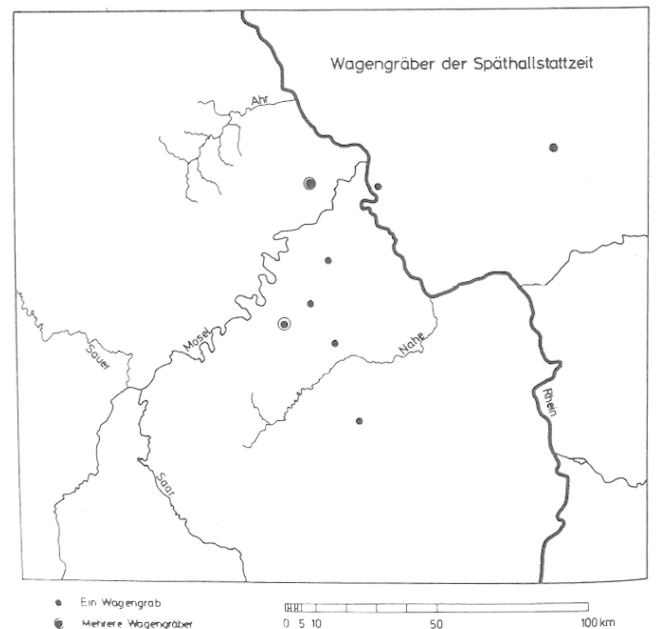 Wagengräber der Späthallstattzeit
Ahr
Mosel
Sauer
Nahe
Rhein
Saar
Ein Wagengrab
Mehrere Wagengräber
0 5 10 50 100 km